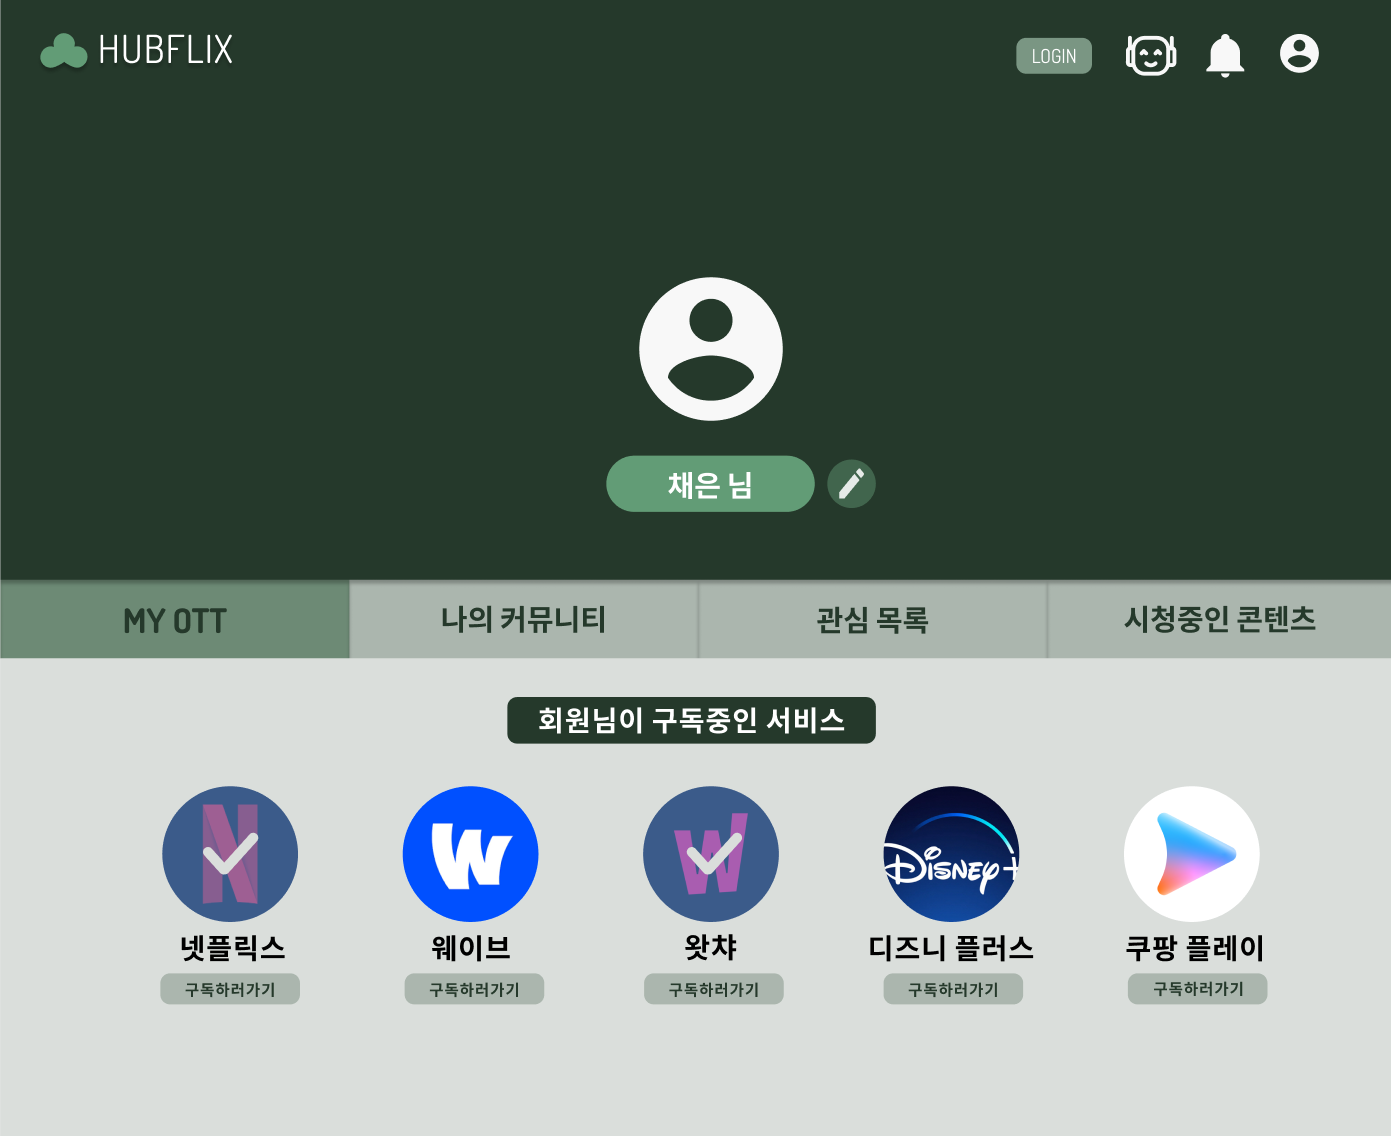 HUBFLIX
LOGIN
채은 님
MY OTT
나의 커뮤니티
관심 목록
시청중인 콘텐츠
회원님이 구독중인 서비스
N
W
W
Disney+
넷플릭스
웨이브
왓챠
디즈니 플러스
쿠팡 플레이
구독하러가기
구독하러가기
구독하러가기
구독하러가기
구독하러가기